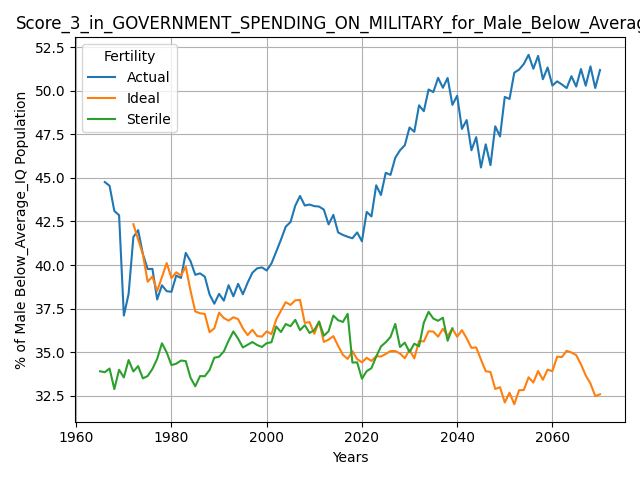 Score_3_in_GOVERNMENT_SPENDING_ON_MILITARY_for_Male_Below_Averag
Fertility
Actual
Ideal
Sterile
% of Male Below_Average_IQ Population
52.5
50.0
47.5
45.0
42.5
40.0
37.5
35.0
32.5
1960 1980 2000 2020 2040 2060
Years